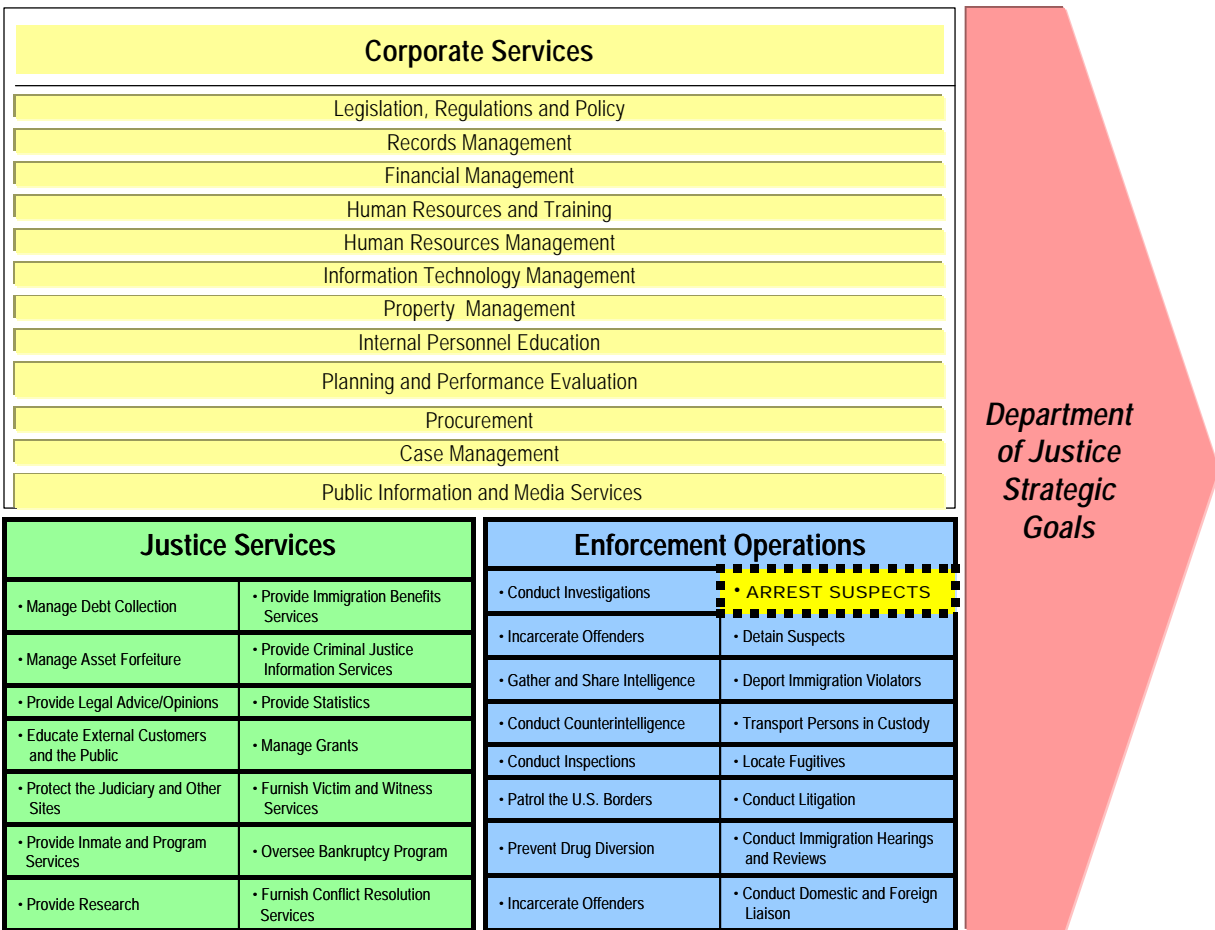 Corporate Services
Legislation, Regulations and Policy
Records Management
Financial Management
Human Resources and Training
Human Resources Management
Information Technology Management
Property Management
Internal Personnel Education
Planning and Performance Evaluation
Procurement
Case Management
Public Information and Media Services
Department
of Justice
Strategic
Goals
Justice Services
• Manage Debt Collection
• Provide Immigration Benefits
Services
• Manage Asset Forfeiture
• Provide Criminal Justice
Information Services
• Provide Legal Advice/Opinions
• Provide Statistics
• Educate External Customers
and the Public
• Manage Grants
• Protect the Judiciary and Other
Sites
• Furnish Victim and Witness
Services
• Provide Inmate and Program
Services
• Oversee Bankruptcy Program
• Provide Research
• Furnish Conflict Resolution
Services
Enforcement Operations
• Conduct Investigations
• ARREST SUSPECTS
• Incarcerate Offenders
• Detain Suspects
• Gather and Share Intelligence
• Deport Immigration Violators
• Conduct Counterintelligence
• Transport Persons in Custody
• Conduct Inspections
• Locate Fugitives
• Patrol the U.S. Borders
• Conduct Litigation
• Prevent Drug Diversion
• Conduct Immigration Hearings
and Reviews
• Incarcerate Offenders
• Conduct Domestic and Foreign
Liaison